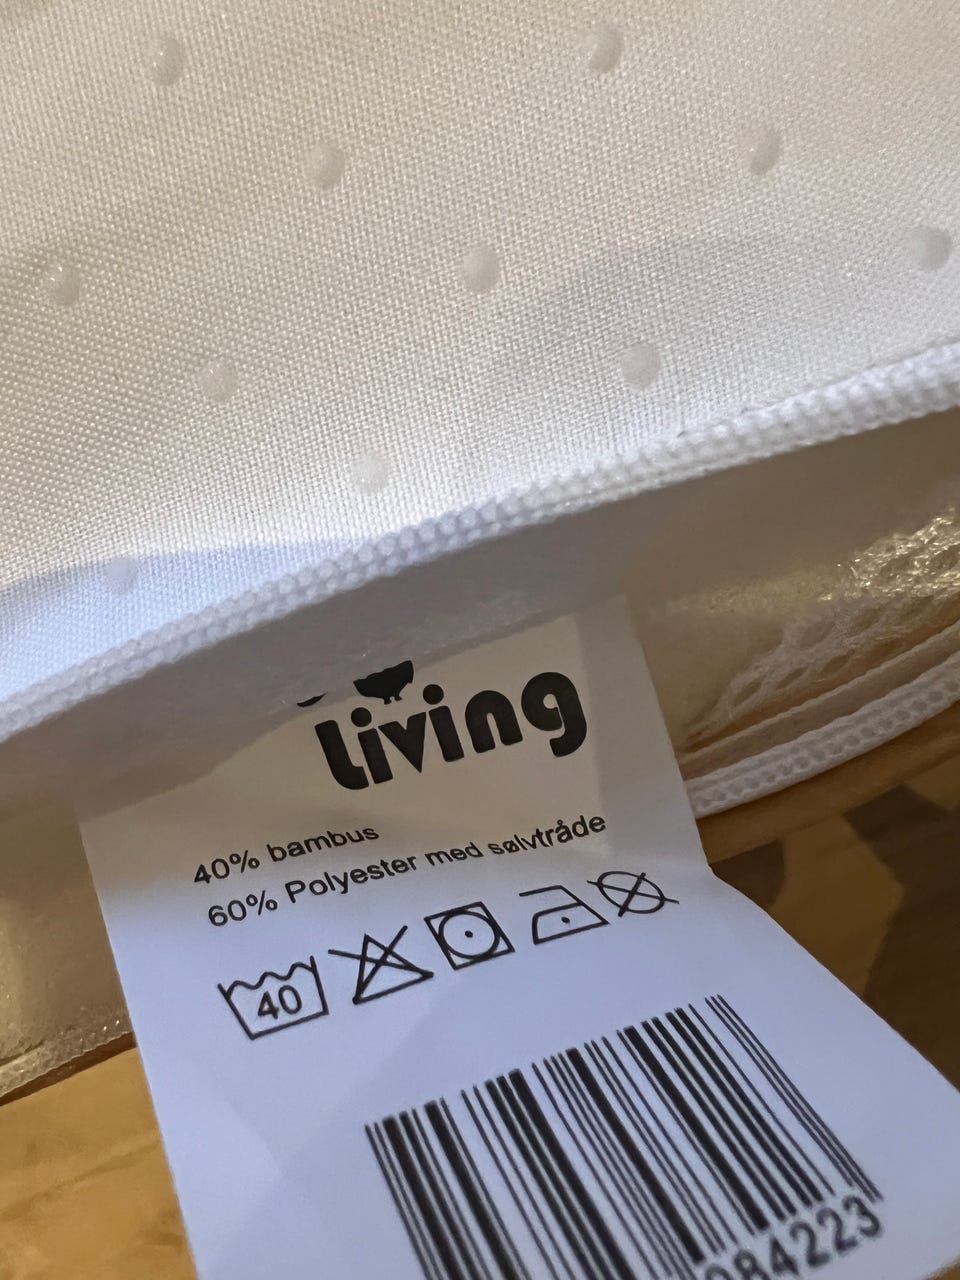 living
40% bambus
60% Polyester med sølvtråde
40
084223